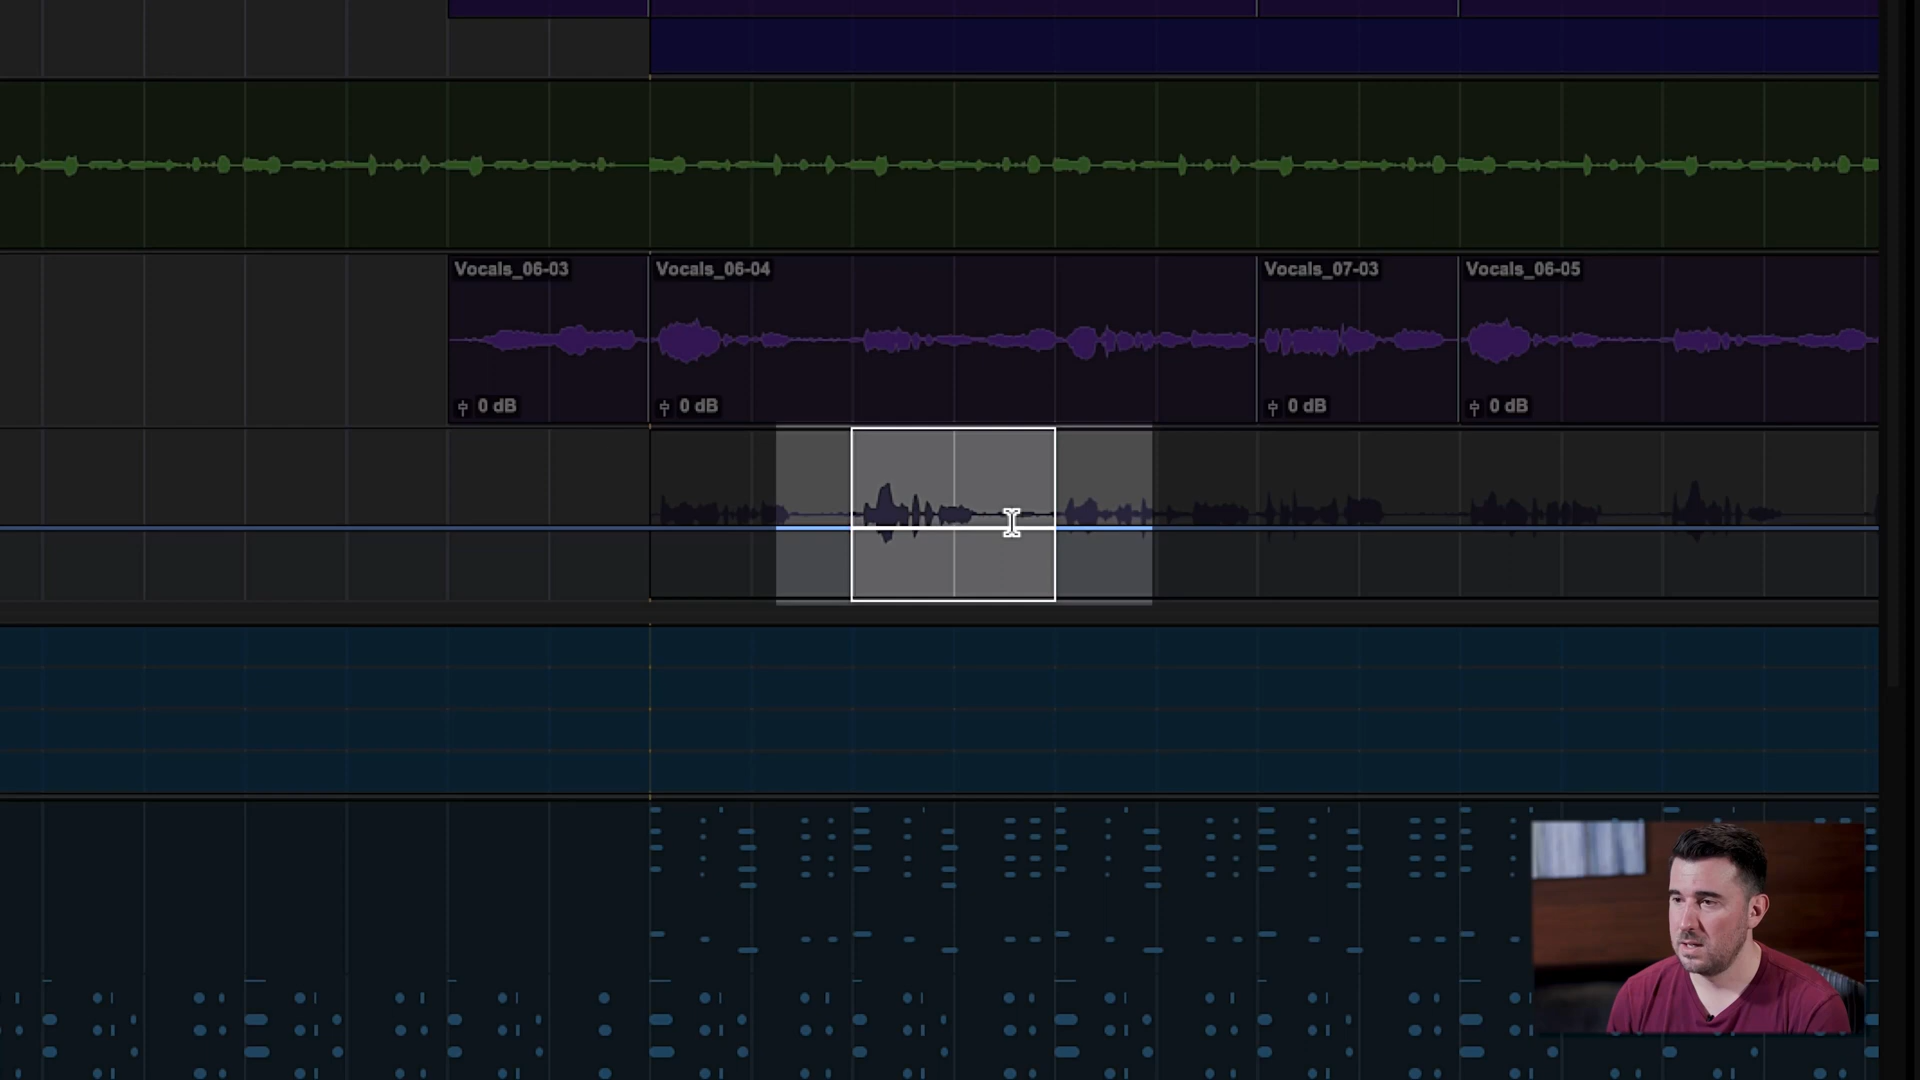 Vocals_06-03
Vocals_06-04
Vocals_07-03
Vocals_06-05
0 dB
0 dB
0 dB
0 dB